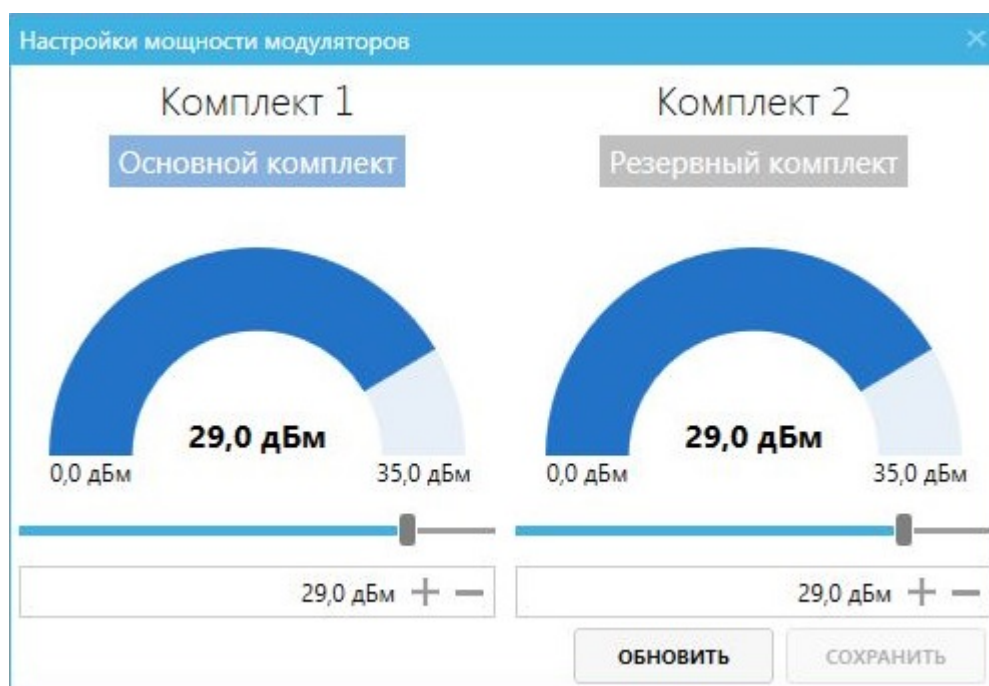 Настройки мощности модуляторов
Комплект 1
Основной комплект
29,0 дБм
0,0 дБм
35,0 дБм
29,0 дБм
Комплект 2
Резервный комплект
29,0 дБм
0,0 дБм
35,0 дБм
29,0 дБм
ОБНОВИТЬ
СОХРАНИТЬ